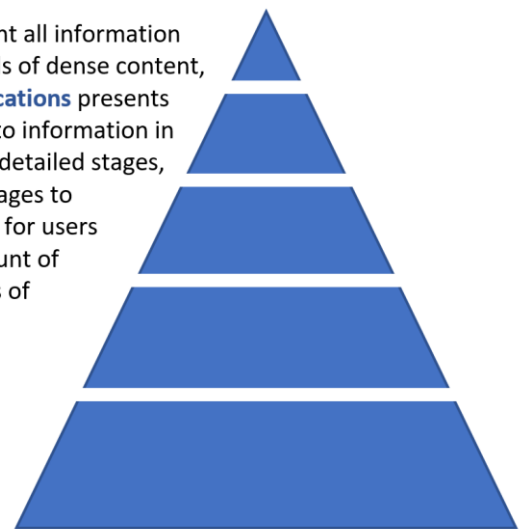 nt all information
s of dense content,
cations presents
to information in
detailed stages,
ages to
for users
unt of
s of